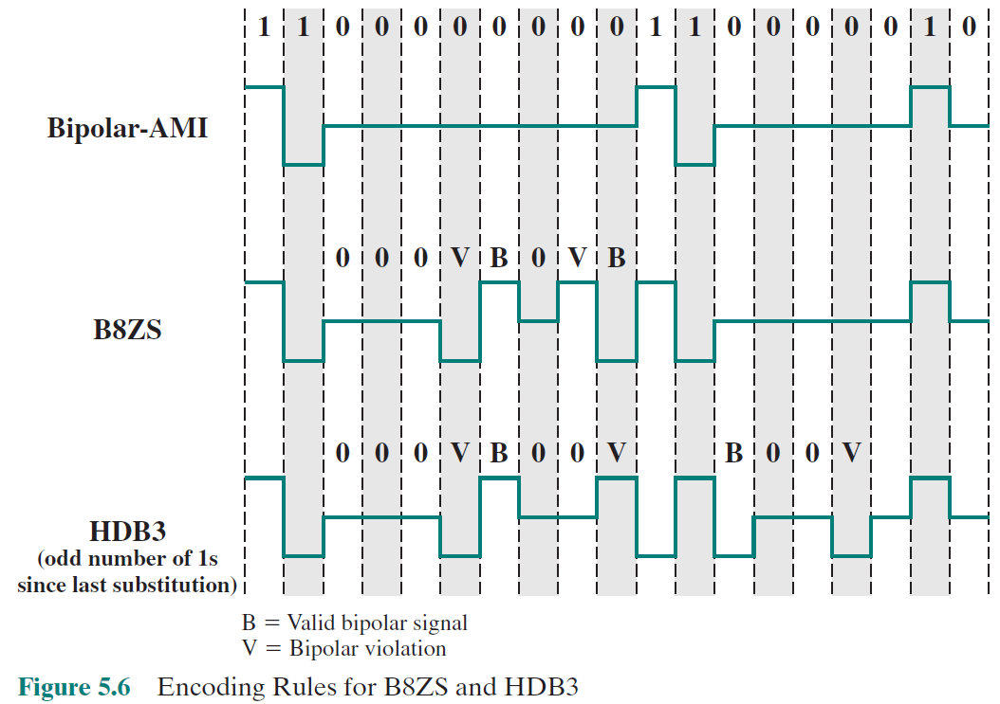 1 1 0 0 0 0 0 0 0 0 1 1 0 0 0 0 0 1 0
Bipolar-AMI
0 0 0 V B 0 V B
B8ZS
0 0 0 V B 0 0 V B 0 0 V
HDB3
(odd number of 1s
since last substitution)
B = Valid bipolar signal
V = Bipolar violation
Figure 5.6 Encoding Rules for B8ZS and HDB3